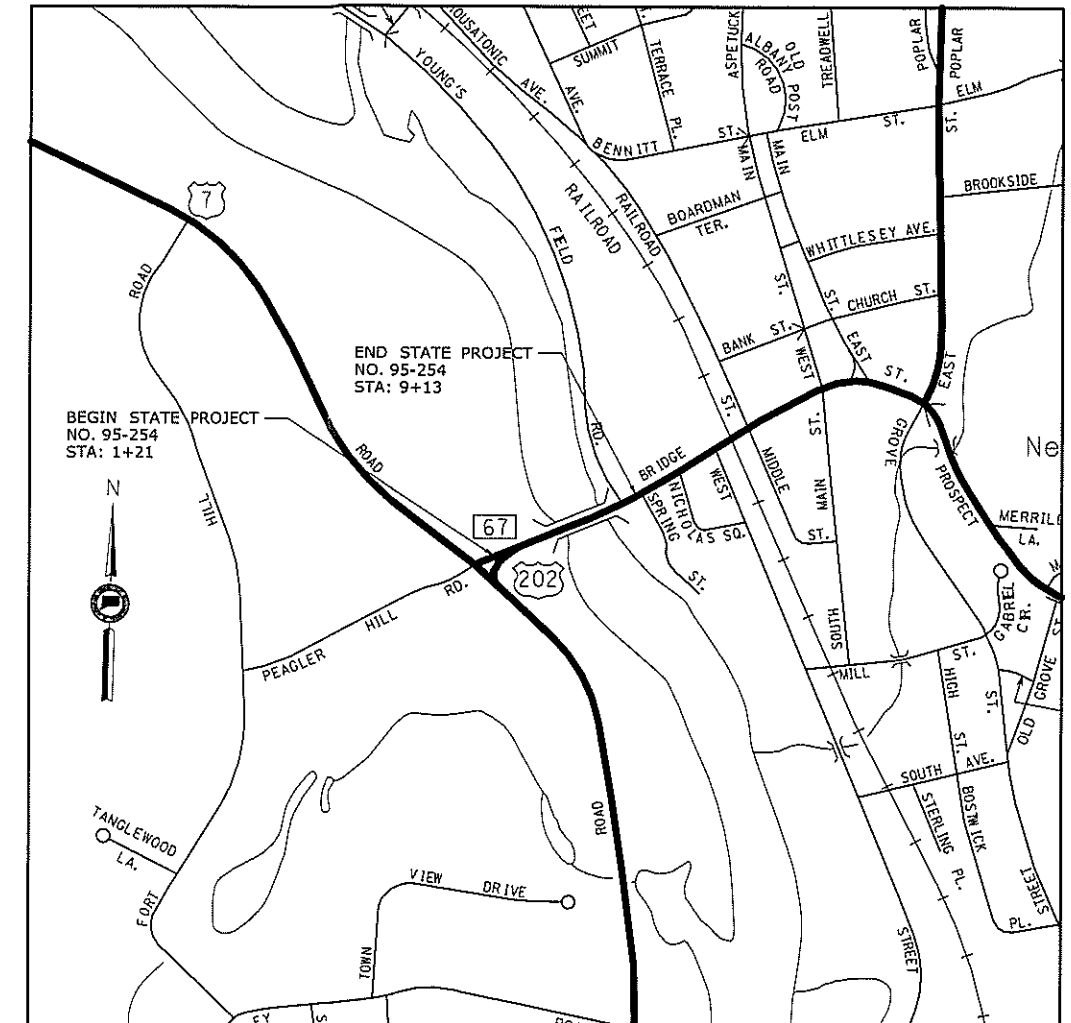 HOUSATONIC
AVE.
YOUNG'S
FIELD
RD.
SUMMIT
AVE.
TERRACE
PL.
ASPETUCK
OLD
ALBANY POST
ROAD
TREADWELL
POPLAR
POPLAR
ST.
ELM
ELM
ST.
BENNITT
ST.
MAIN
MAIN
BROOKSIDE
RAILROAD
RAILROAD
ST.
BOARDMAN
TER.
WHITTLESEY AVE.
ST.
ST.
CHURCH ST.
BANK ST.
WEST
ST.
EAST
ST.
EAST
7
ROAD
HILL
ROAD
END STATE PROJECT
NO. 95-254
STA: 9+13
BEGIN STATE PROJECT
NO. 95-254
STA: 1+21
N
BRIDGE
67
202
SPRING
ST.
NICHOLAS SQ.
WEST
MIDDLE
ST.
MAIN
SOUTH
GROVE
PROSPECT
Ne
MERRIL
LA.
GABREL
CIR.
PEAGLER
HILL
RD.
MILL
ST.
HIGH
ST.
ST.
OLD
GROVE
ST
SOUTH
AVE.
STERLING
PL.
BOSTWICK
PL.
STREET
STREET
ROAD
TANGLEWOOD
LA.
FORT
VIEW
DRIVE
TOWN
EY
S